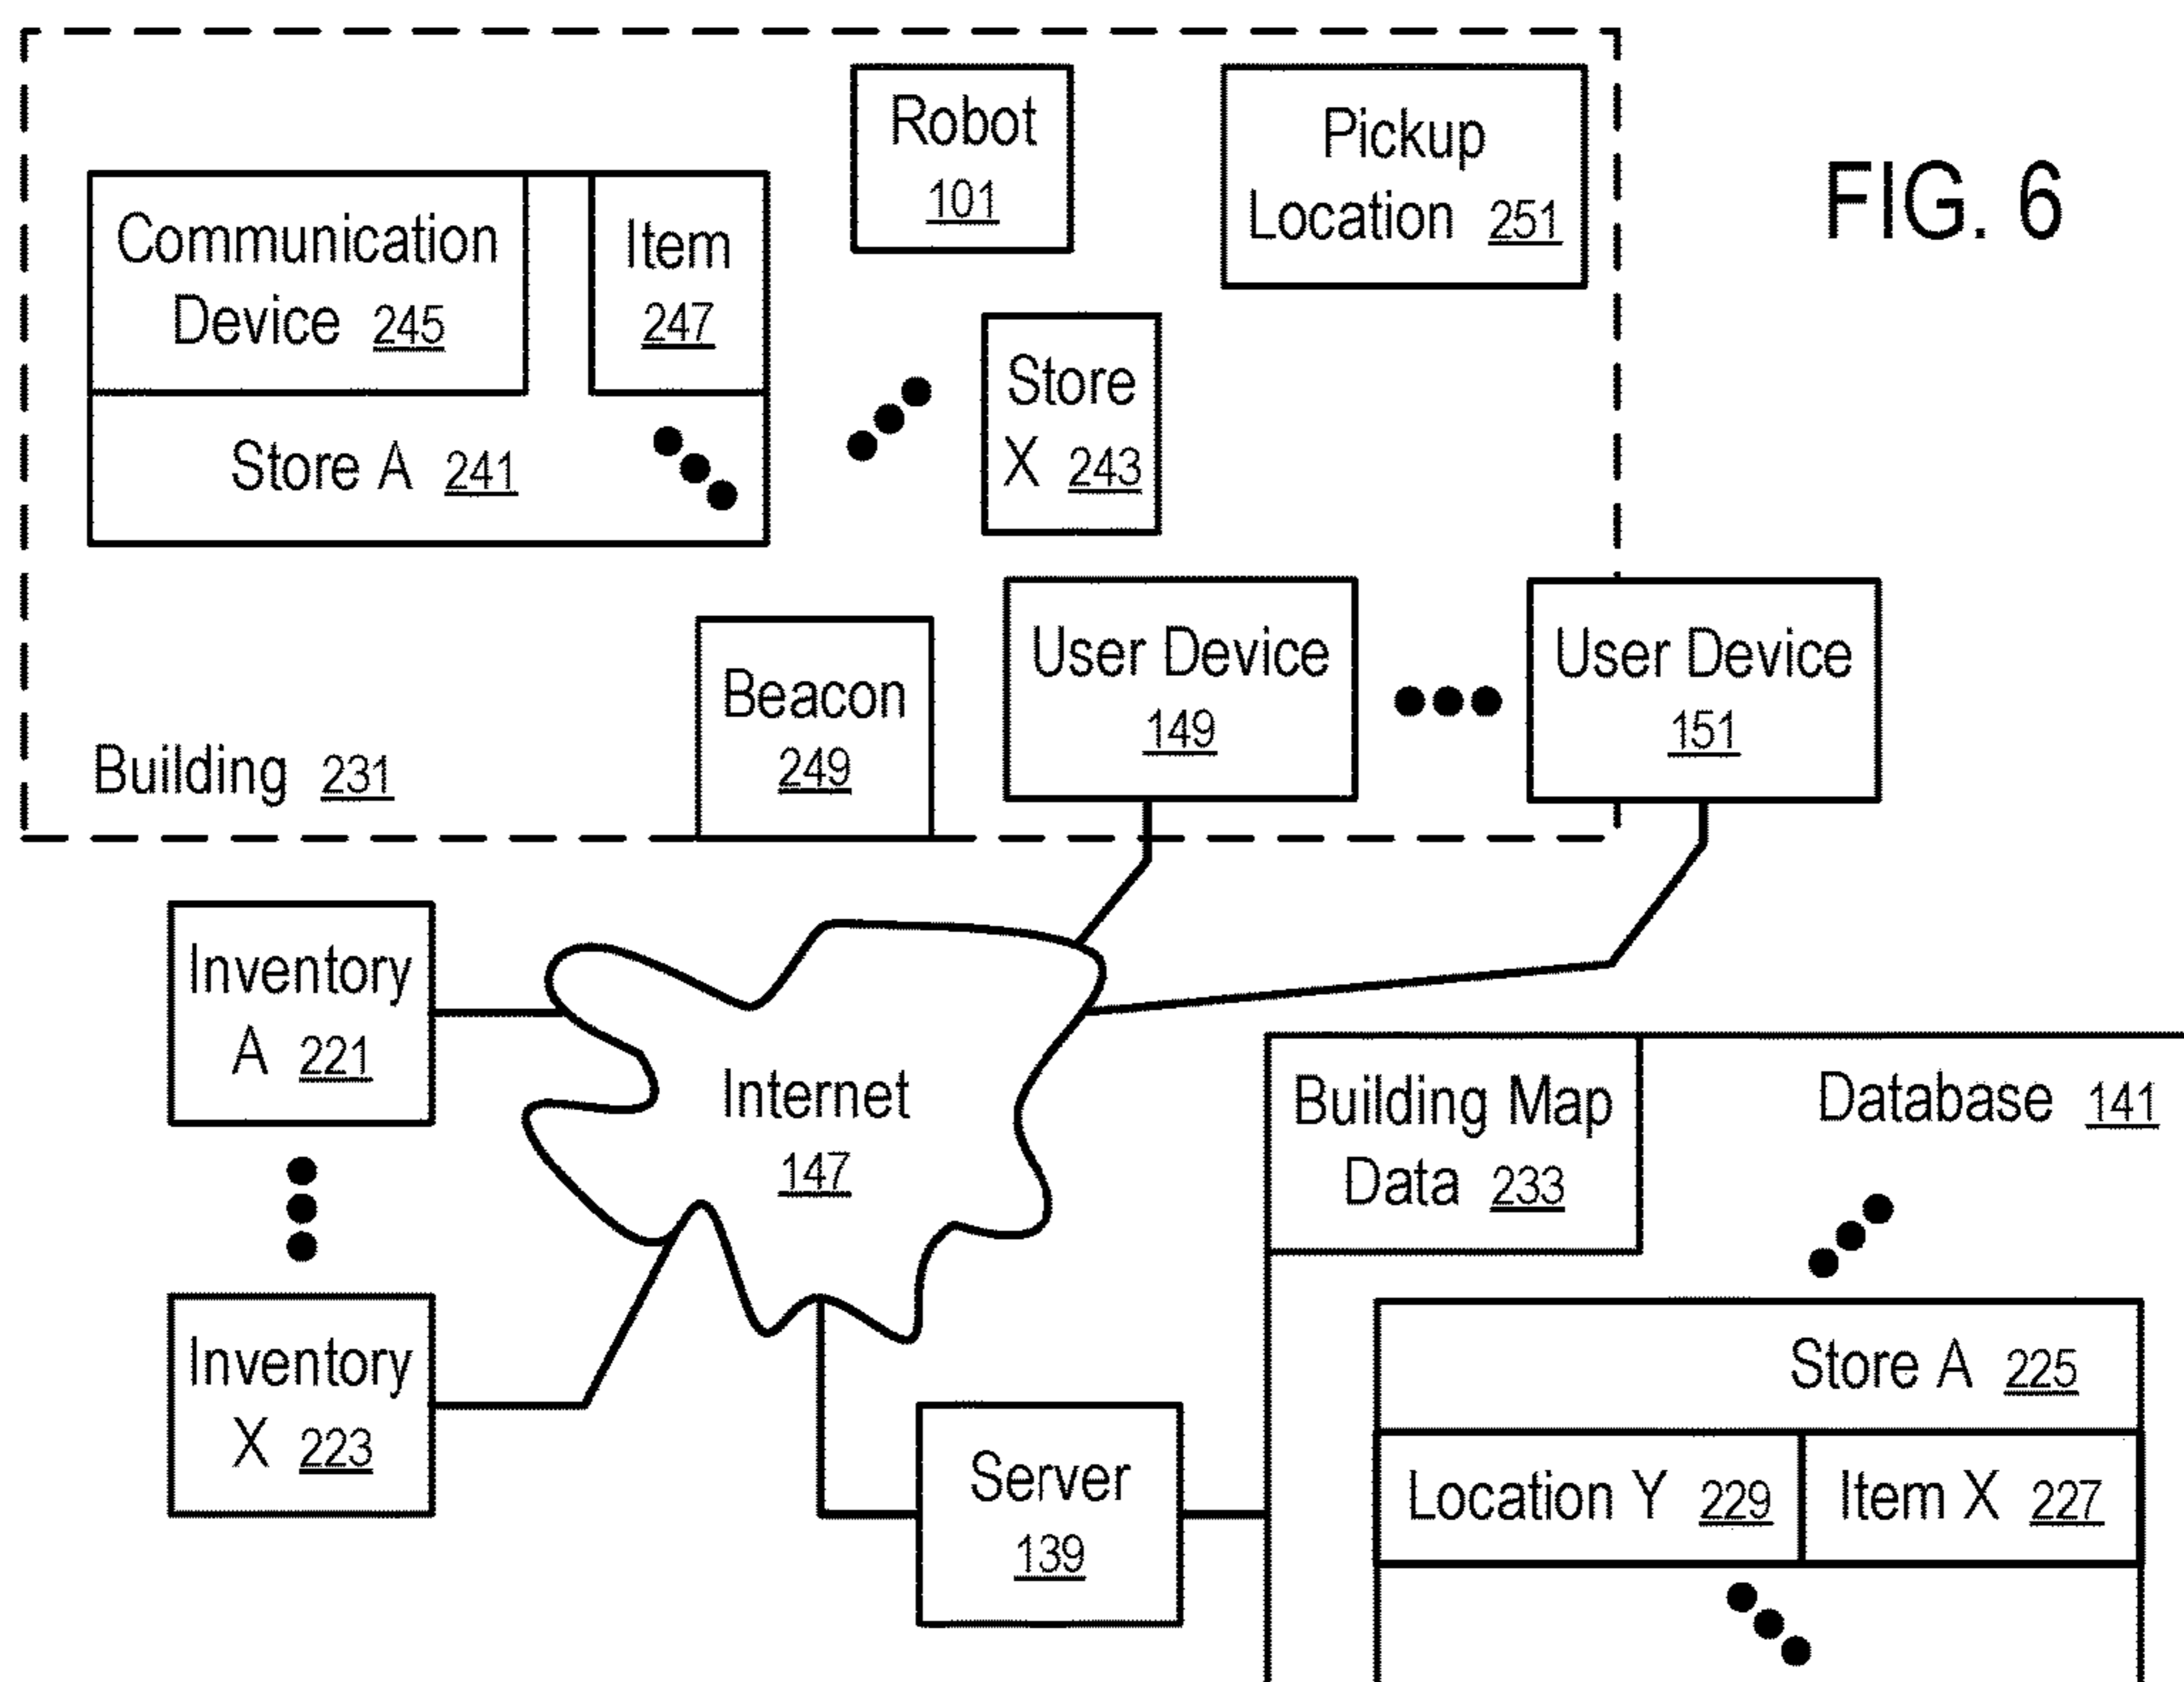 FIG. 6
Robot
101
Pickup
Location 251
Communication
Device 245
Item
247
Store A 241
Store
X 243
Beacon
249
User Device
149
User Device
151
Building 231
Inventory
A 221
Internet
147
Building Map
Data 233
Database 141
Inventory
X 223
Server
139
Store A 225
Location Y 229
Item X 227